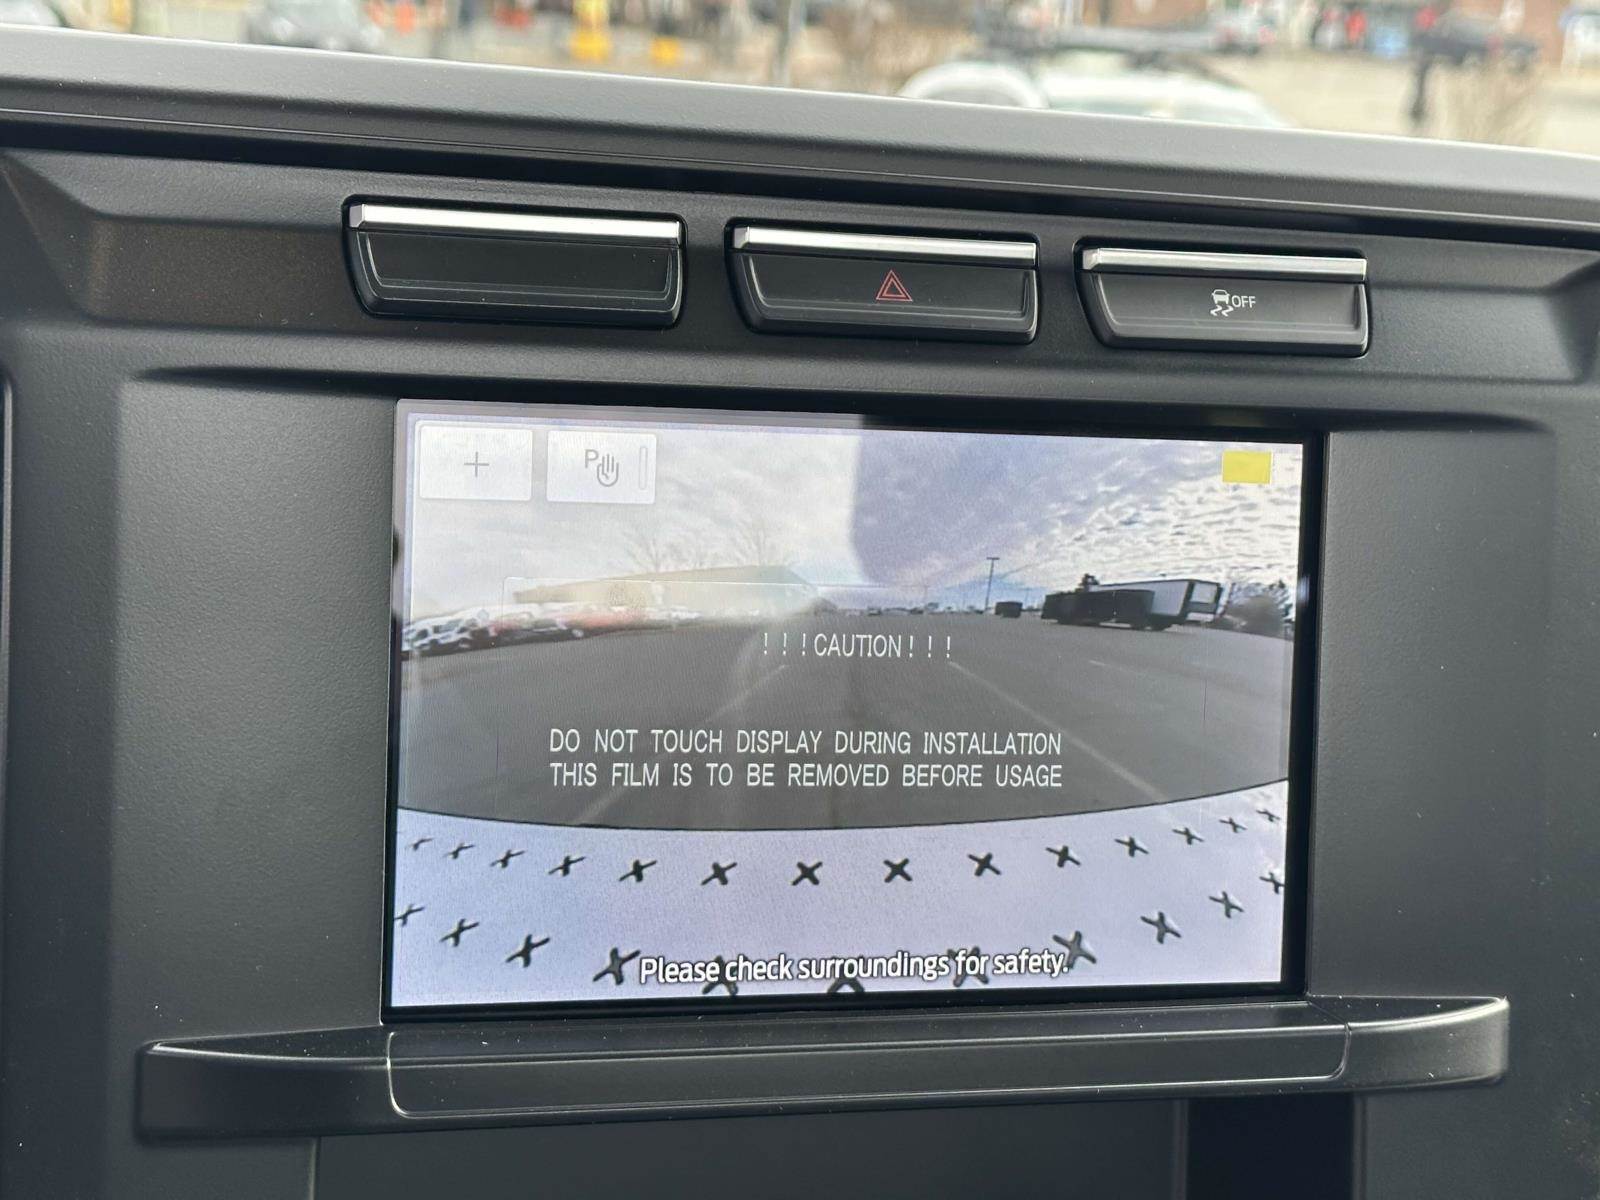 OFF
P
! ! ! CAUTION ! ! !
DO NOT TOUCH DISPLAY DURING INSTALLATION
THIS FILM IS TO BE REMOVED BEFORE USAGE
Please check surroundings for safety.